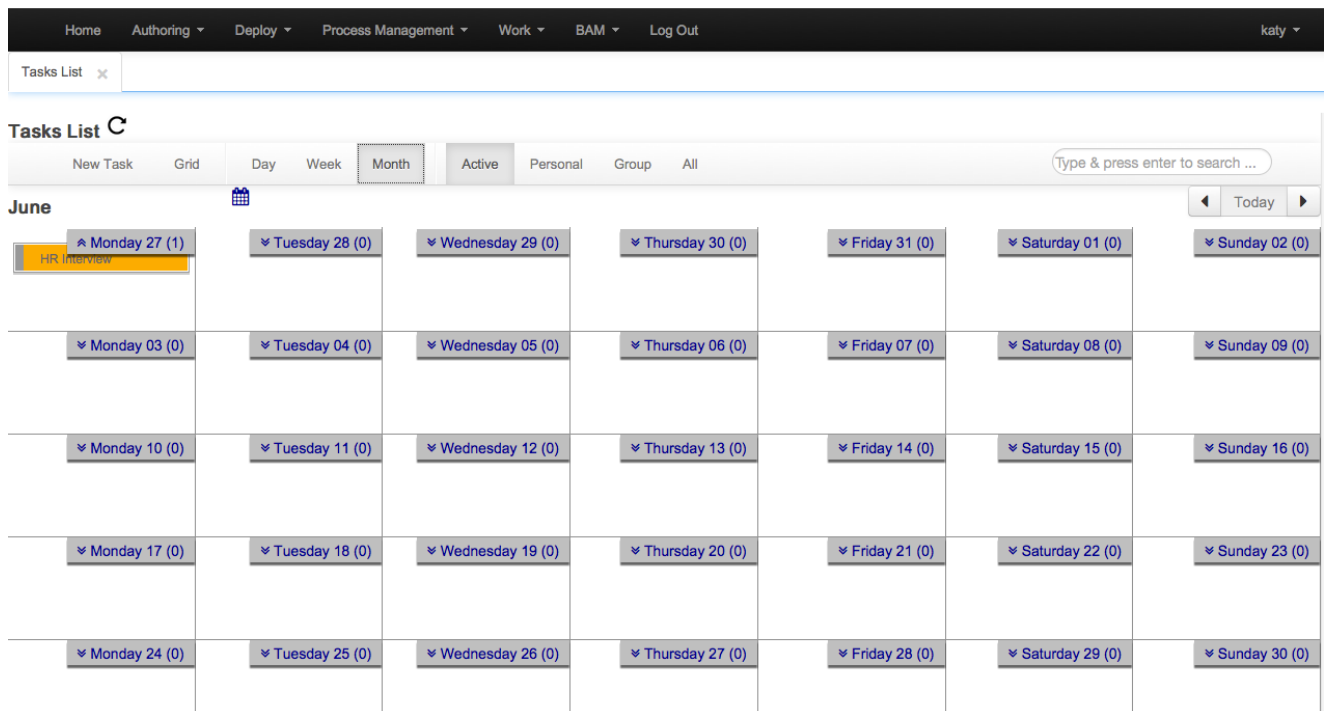 Home Authoring Deploy Process Management Work BAM Log Out katy
Tasks List
Tasks List
New Task Grid Day Week Month Active Personal Group All Type & press enter to search ...
June Today
Monday 27 (1) Tuesday 28 (0) Wednesday 29 (0) Thursday 30 (0) Friday 31 (0) Saturday 01 (0) Sunday 02 (0)
HR Interview
Monday 03 (0) Tuesday 04 (0) Wednesday 05 (0) Thursday 06 (0) Friday 07 (0) Saturday 08 (0) Sunday 09 (0)
Monday 10 (0) Tuesday 11 (0) Wednesday 12 (0) Thursday 13 (0) Friday 14 (0) Saturday 15 (0) Sunday 16 (0)
Monday 17 (0) Tuesday 18 (0) Wednesday 19 (0) Thursday 20 (0) Friday 21 (0) Saturday 22 (0) Sunday 23 (0)
Monday 24 (0) Tuesday 25 (0) Wednesday 26 (0) Thursday 27 (0) Friday 28 (0) Saturday 29 (0) Sunday 30 (0)